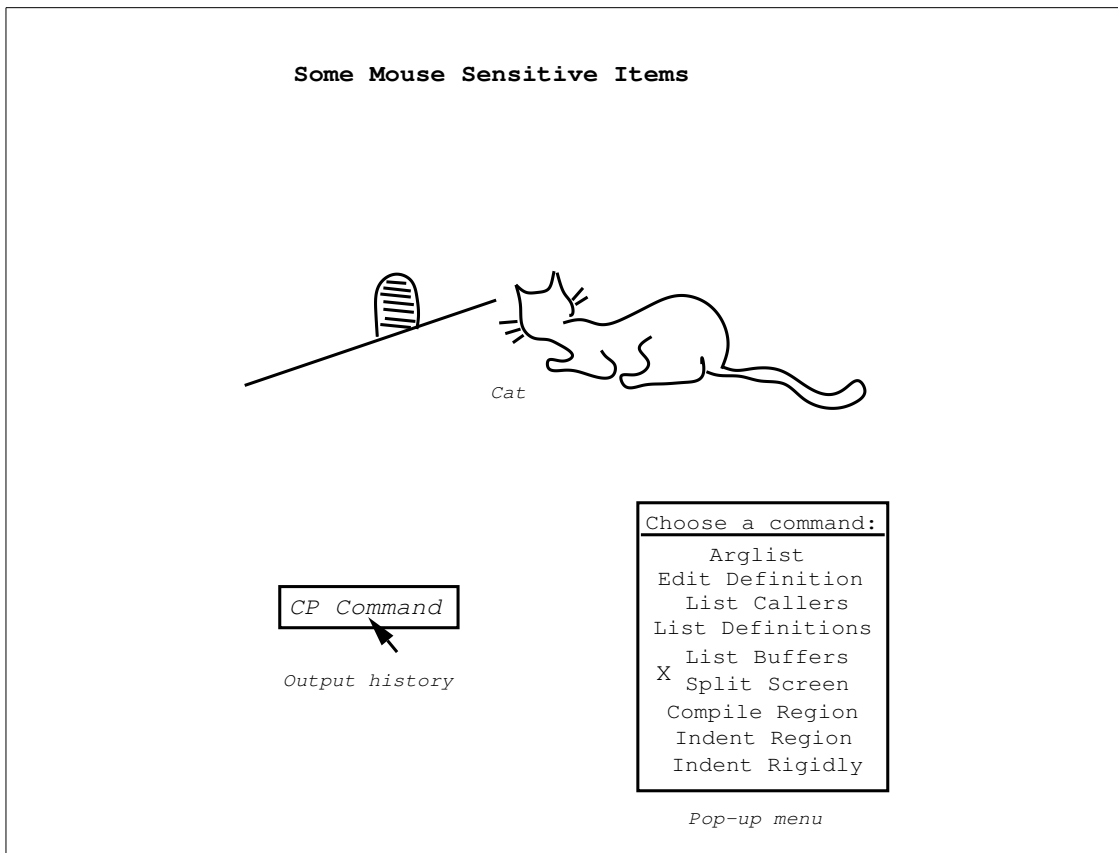 Some Mouse Sensitive Items
Cat
CP Command
Output history
Choose a command:
Arglist
Edit Definition
List Callers
List Definitions
List Buffers
X
Split Screen
Compile Region
Indent Region
Indent Rigidly
Pop-up menu